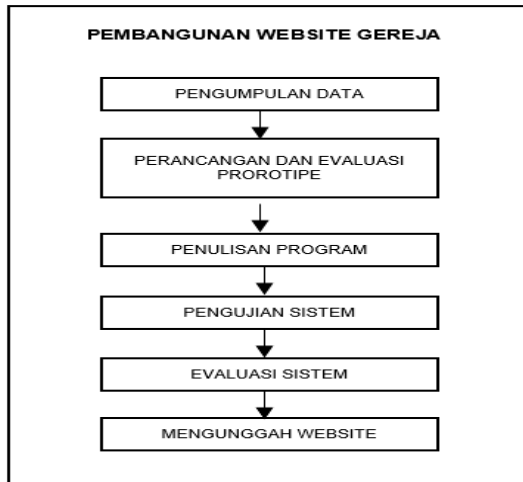 PEMBANGUNAN WEBSITE GEREJA
PENGUMPULAN DATA
PERANCANGAN DAN EVALUASI
PROROTIPE
PENULISAN PROGRAM
PENGUJIAN SISTEM
EVALUASI SISTEM
MENGUNGGAH WEBSITE